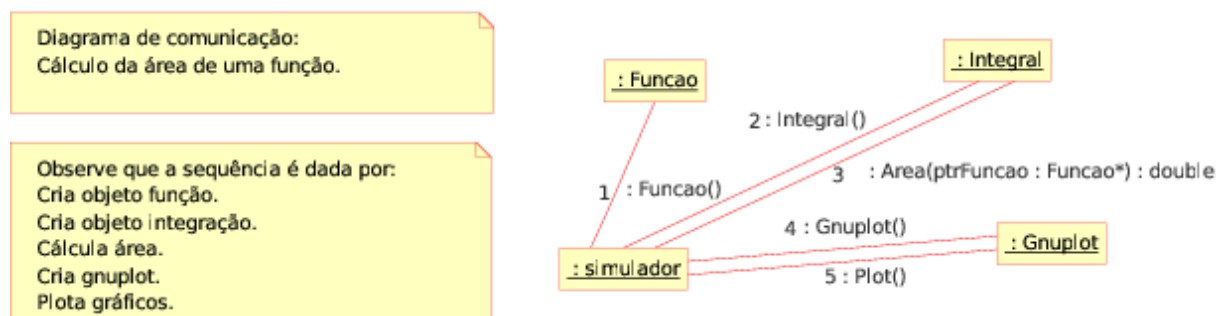 Diagrama de comunicação:
Cálculo da área de uma função.
Observe que a sequência é dada por:
Cria objeto função.
Cria objeto integração.
Cálcula área.
Cria gnuplot.
Plota gráficos.
: Funcao
: Integral
2 : Integral()
3 : Area(ptrFuncao : Funcao*) : double
1 : Funcao()
4 : Gnuplot()
: Gnuplot
: simulador
5 : Plot()